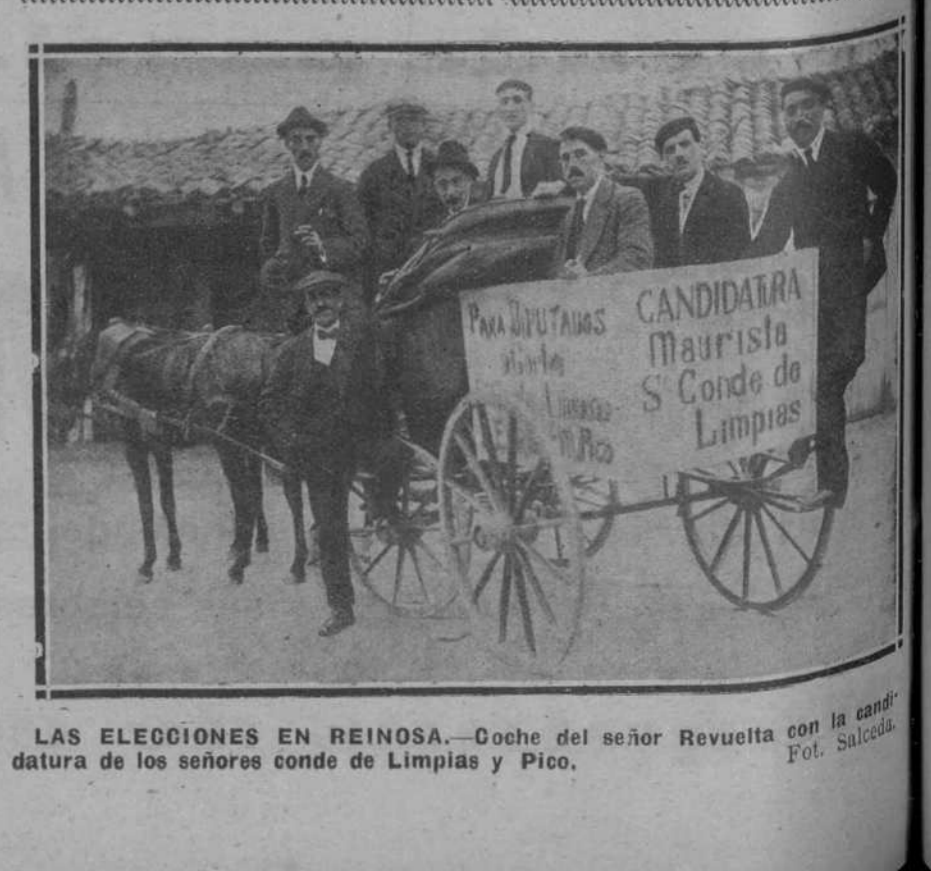 PARA DIPUTADOS
CANDIDATURA
Maurista
Sr Conde de
Limpias
LAS ELECCIONES EN REINOSA.—Coche del señor Revuelta con la candi-
datura de los señores conde de Limpias y Pico.
Fot. Salceda.